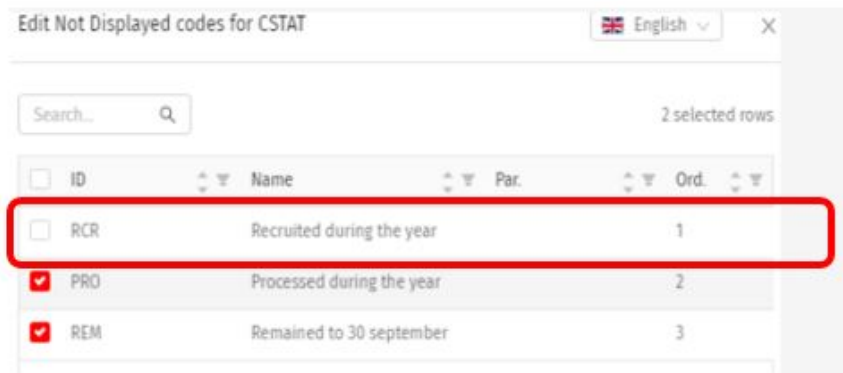 Edit Not Displayed codes for CSTAT English
Search... 2 selected rows
ID Name Par. Ord.
RCR Recruited during the year 1
PRO Processed during the year 2
REM Remained to 30 september 3